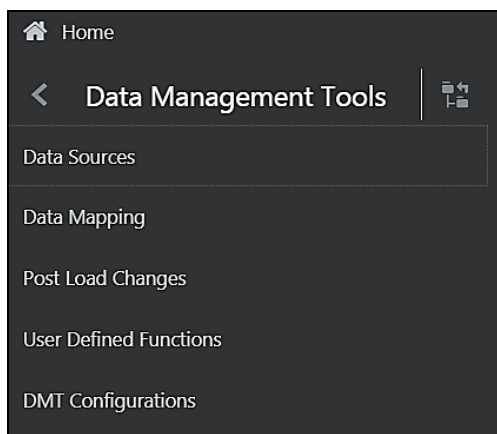 Home
Data Management Tools
Data Sources
Data Mapping
Post Load Changes
User Defined Functions
DMT Configurations